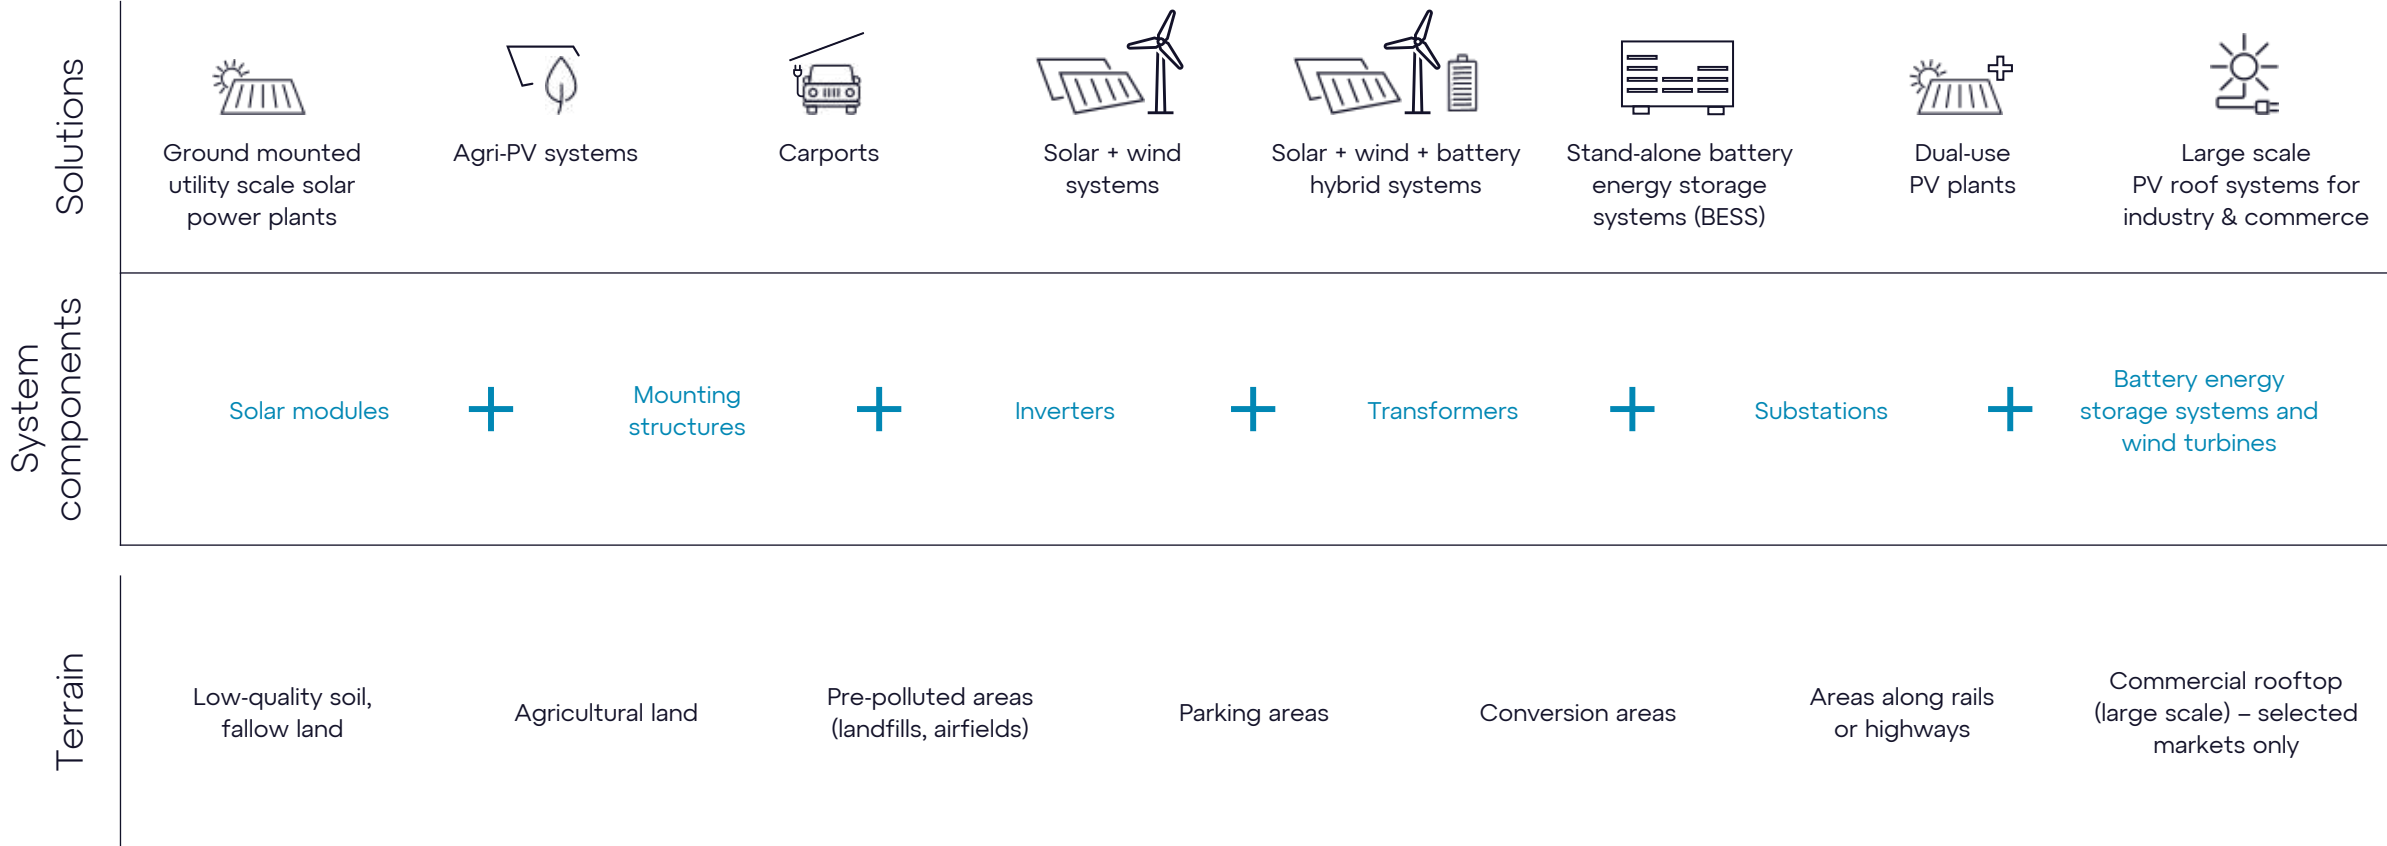 Solutions
Ground mounted
utility scale solar
power plants
Agri-PV systems
Carports
Solar + wind
systems
Solar + wind + battery
hybrid systems
Stand-alone battery
energy storage
systems (BESS)
Dual-use
PV plants
Large scale
PV roof systems for
industry & commerce
System
components
Solar modules
+
Mounting
structures
+
Inverters
+
Transformers
+
Substations
+
Battery energy
storage systems and
wind turbines
Terrain
Low-quality soil,
fallow land
Agricultural land
Pre-polluted areas
(landfills, airfields)
Parking areas
Conversion areas
Areas along rails
or highways
Commercial rooftop
(large scale) – selected
markets only